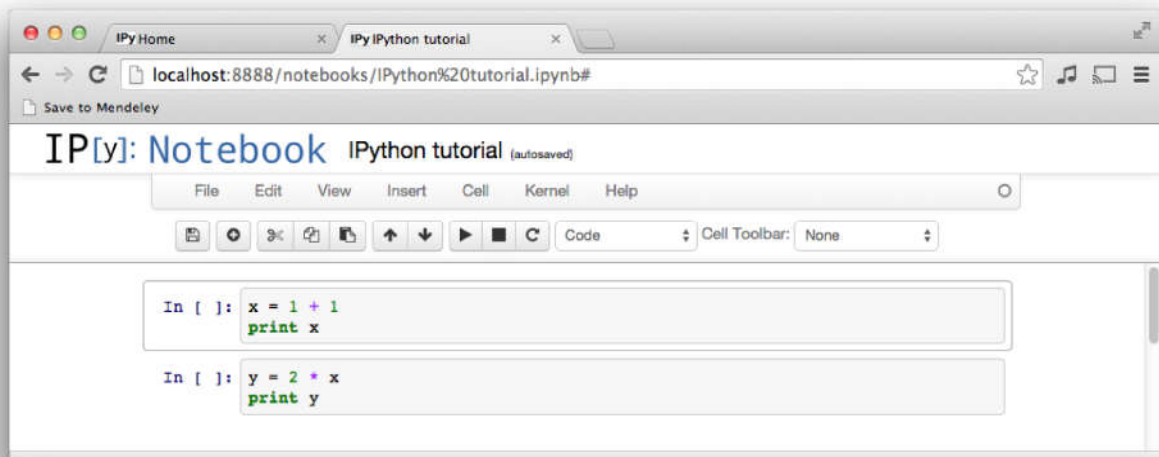 IPy Home IPy IPython tutorial
localhost:8888/notebooks/IPython%20tutorial.ipynb#
Save to Mendeley
IP[y]: Notebook IPython tutorial (autosaved)
File Edit View Insert Cell Kernel Help
Code Cell Toolbar: None
In [ ]: x = 1 + 1
print x
In [ ]: y = 2 * x
print y